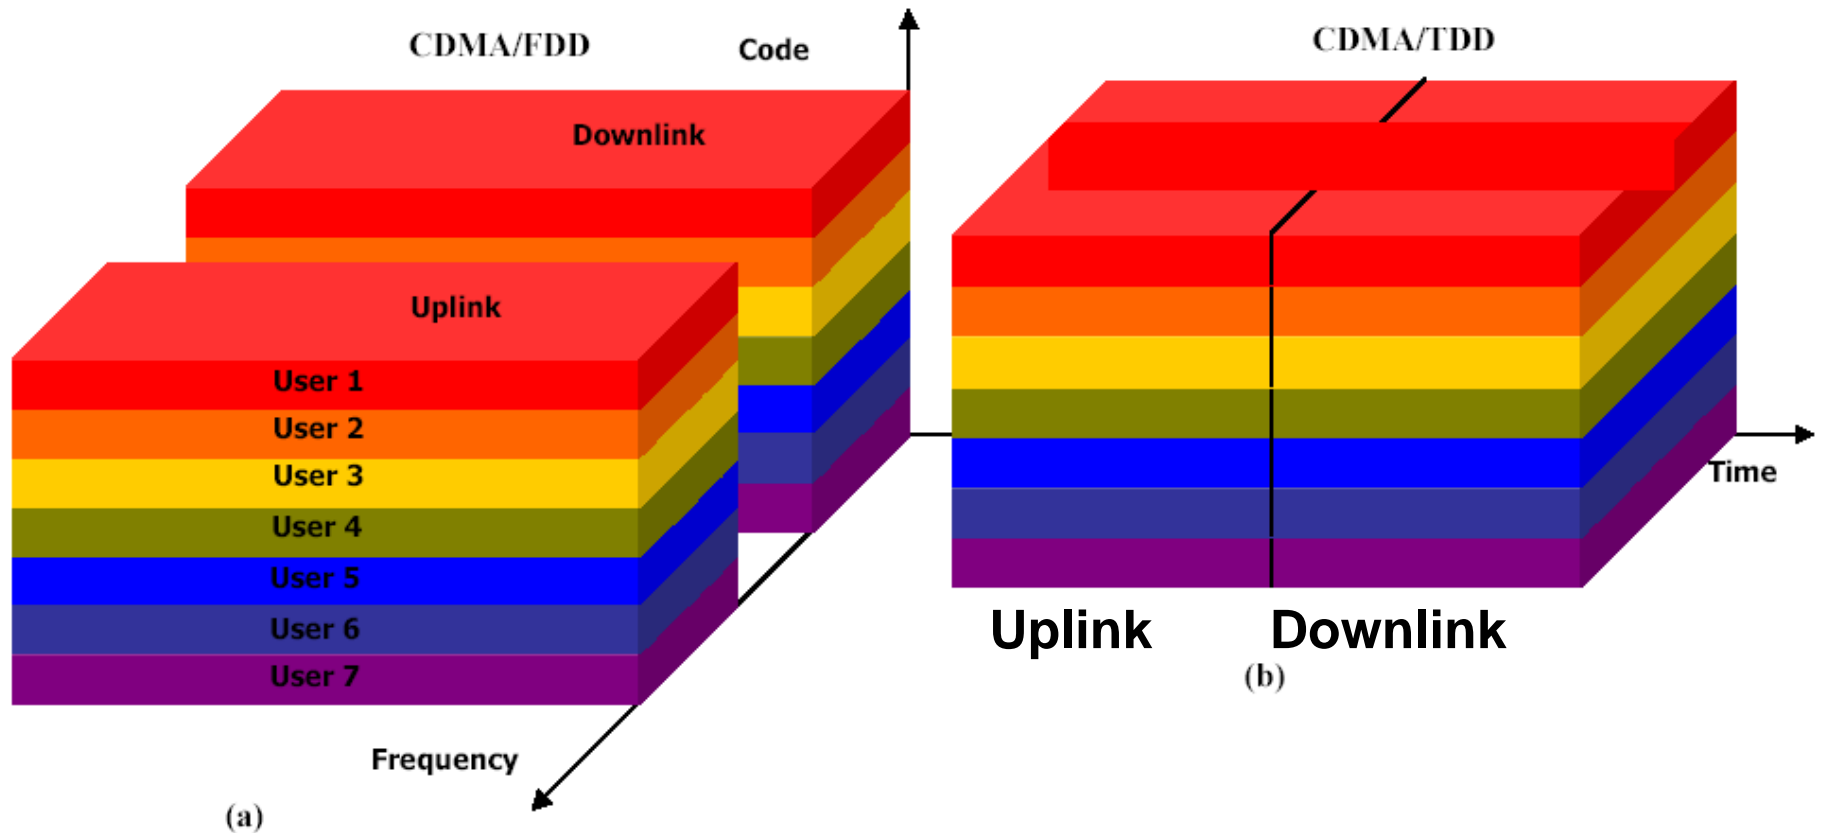 CDMA/FDD
Code
Downlink
Uplink
User 1
User 2
User 3
User 4
User 5
User 6
User 7
Frequency
(a)
CDMA/TDD
Time
Uplink Downlink
(b)